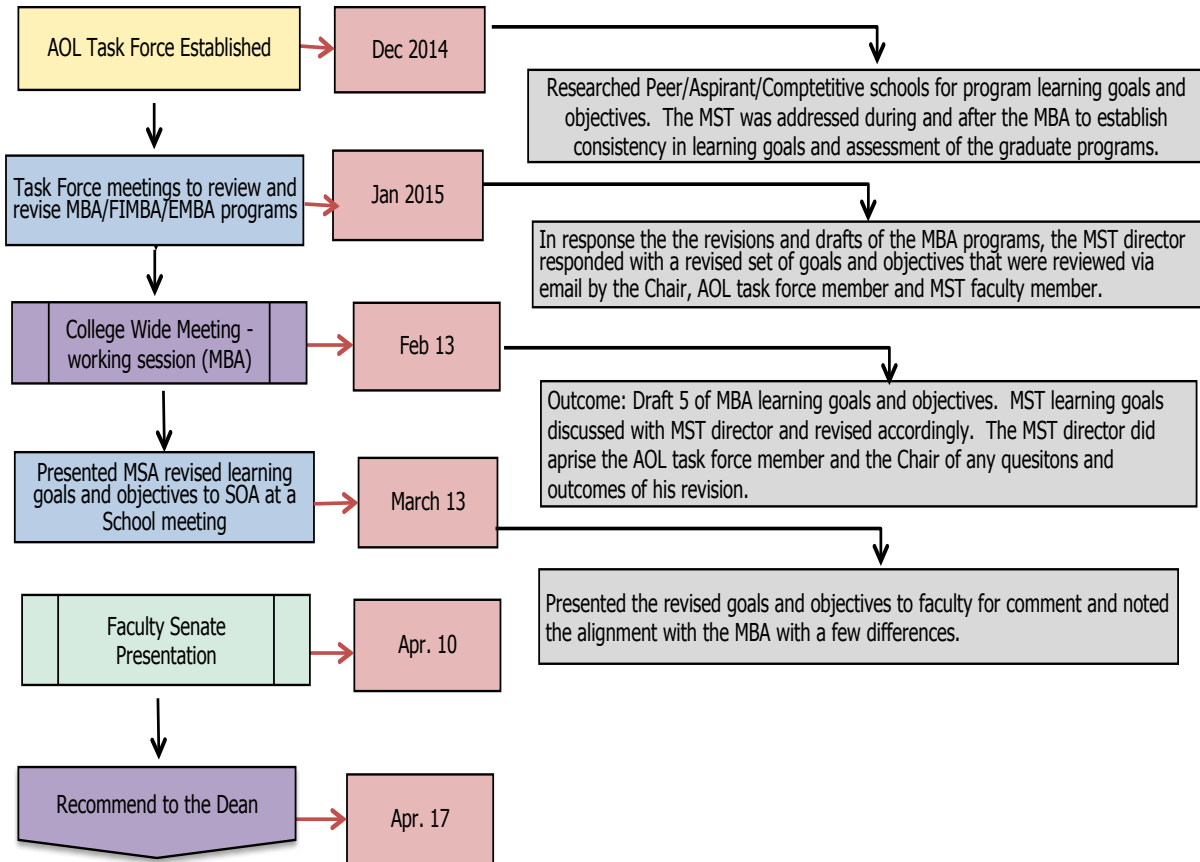 AOL Task Force Established
Dec 2014
Researched Peer/Aspirant/Comptetitive schools for program learning goals and
objectives. The MST was addressed during and after the MBA to establish
consistency in learning goals and assessment of the graduate programs.
Task Force meetings to review and
revise MBA/FIMBA/EMBA programs
Jan 2015
In response the the revisions and drafts of the MBA programs, the MST director
responded with a revised set of goals and objectives that were reviewed via
email by the Chair, AOL task force member and MST faculty member.
College Wide Meeting -
working session (MBA)
Feb 13
Outcome: Draft 5 of MBA learning goals and objectives. MST learning goals
discussed with MST director and revised accordingly. The MST director did
aprise the AOL task force member and the Chair of any quesitons and
outcomes of his revision.
Presented MSA revised learning
goals and objectives to SOA at a
School meeting
March 13
Presented the revised goals and objectives to faculty for comment and noted
the alignment with the MBA with a few differences.
Faculty Senate
Presentation
Apr. 10
Recommend to the Dean
Apr. 17